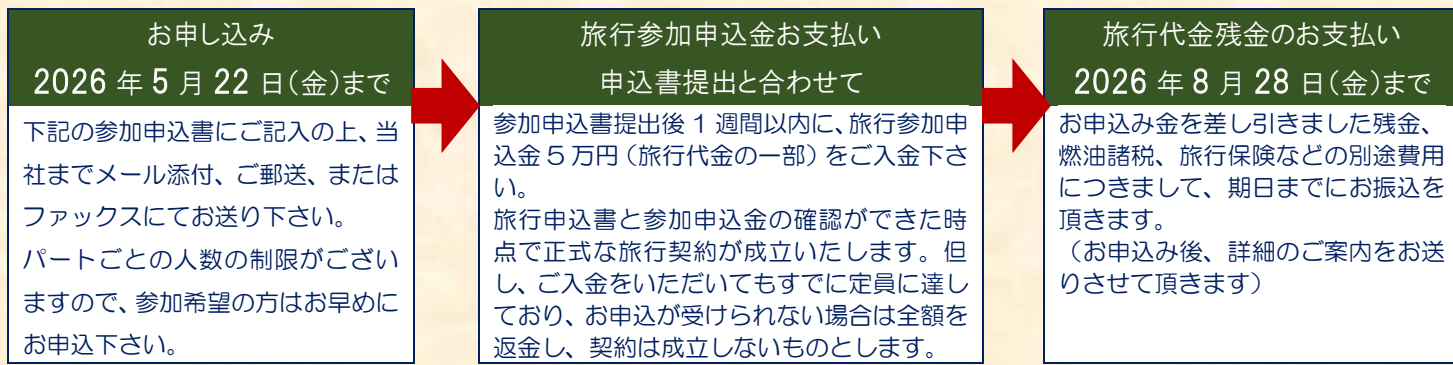 お申し込み
2026 年 5 月 22 日(金)まで
下記の参加申込書にご記入の上、当
社までメール添付、ご郵送、または
ファックスにてお送り下さい。
パートごとの人数の制限がござい
ますので、参加希望の方はお早めに
お申込下さい。
旅行参加申込金お支払い
申込書提出と合わせて
参加申込書提出後 1 週間以内に、旅行参加申
込金 5 万円(旅行代金の一部)をご入金下さ
い。
旅行申込書と参加申込金の確認ができた時
点で正式な旅行契約が成立いたします。但
し、ご入金をいただいてもすでに定員に達し
ており、お申込が受けられない場合は全額を
返金し、契約は成立しないものとします。
旅行代金残金のお支払い
2026 年 8 月 28 日(金)まで
お申込み金を差し引きました残金、
燃油諸税、旅行保険などの別途費用
につきまして、期日までにお振込を
頂きます。
(お申込み後、詳細のご案内をお送
りさせて頂きます)